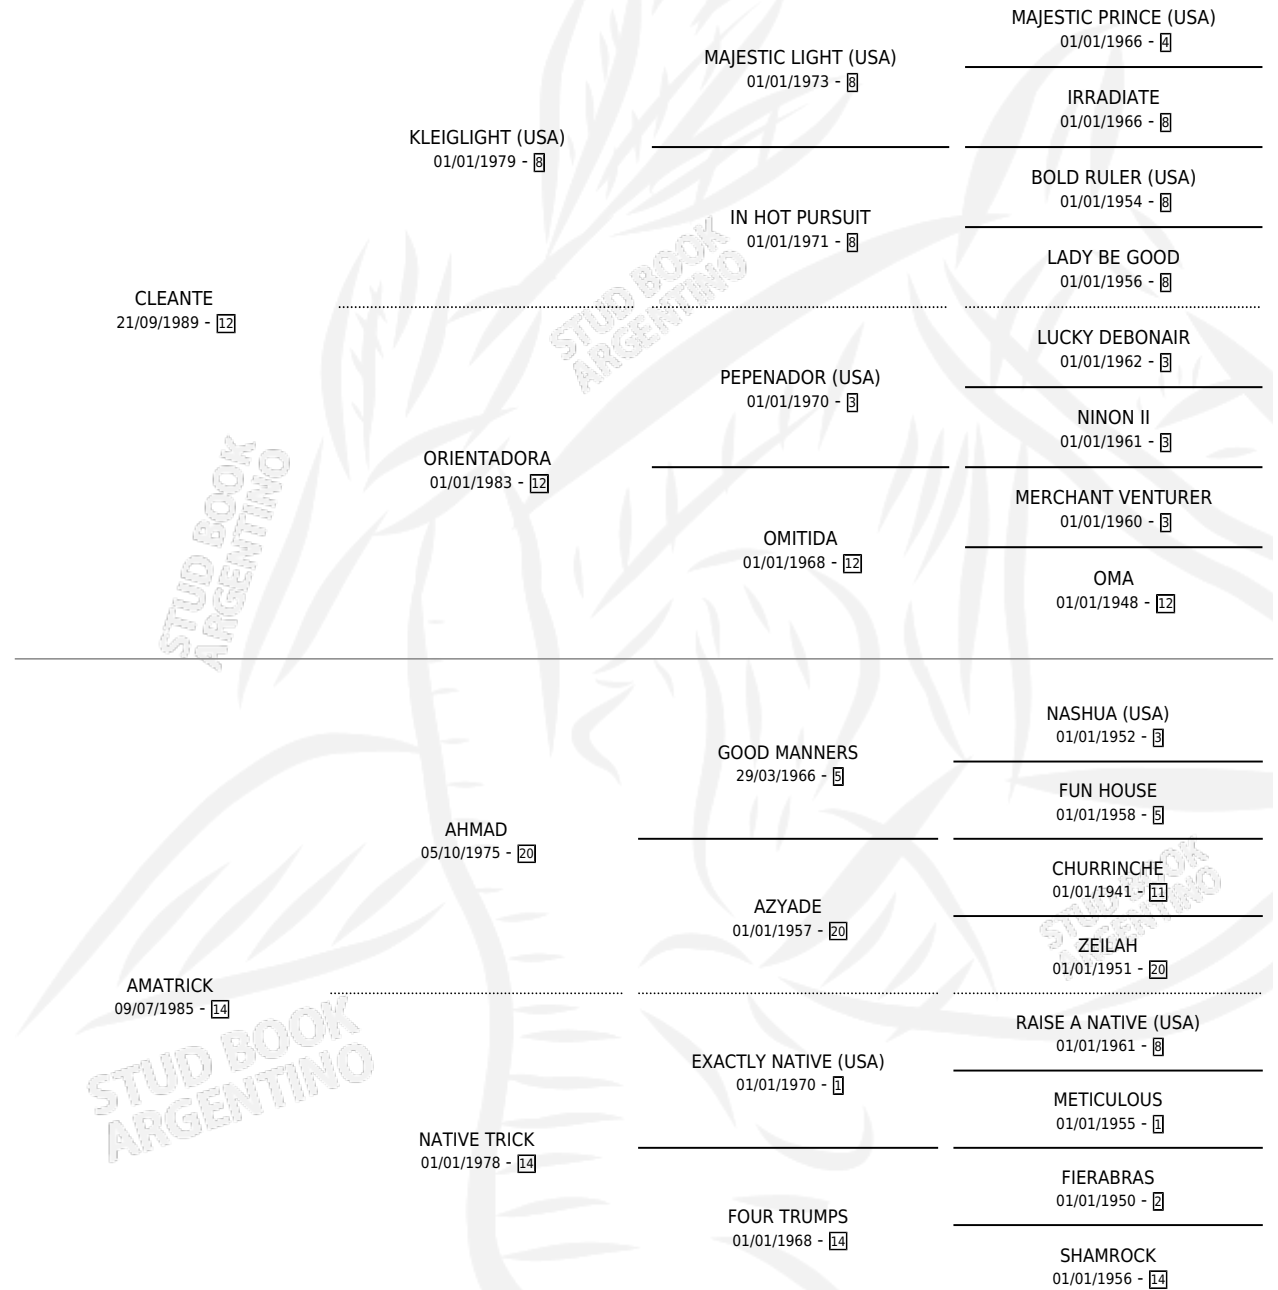 MAJESTIC PRINCE (USA)
01/01/1966 - 4
MAJESTIC LIGHT (USA)
01/01/1973 - 8
IRRADIATE
01/01/1966 - 8
KLEIGLIGHT (USA)
01/01/1979 - 8
BOLD RULER (USA)
01/01/1954 - 8
IN HOT PURSUIT
01/01/1971 - 8
LADY BE GOOD
01/01/1956 - 8
CLEANTE
21/09/1989 - 12
LUCKY DEBONAIR
01/01/1962 - 3
PEPENADOR (USA)
01/01/1970 - 3
NINON II
01/01/1961 - 3
ORIENTADORA
01/01/1983 - 12
MERCHANT VENTURER
01/01/1960 - 3
OMITIDA
01/01/1968 - 12
OMA
01/01/1948 - 12
NASHUA (USA)
01/01/1952 - 3
GOOD MANNERS
29/03/1966 - 5
FUN HOUSE
01/01/1958 - 5
AHMAD
05/10/1975 - 20
CHURRINCHE
01/01/1941 - 11
AZYADE
01/01/1957 - 20
ZEILAH
01/01/1951 - 20
AMATRICK
09/07/1985 - 14
RAISE A NATIVE (USA)
01/01/1961 - 8
EXACTLY NATIVE (USA)
01/01/1970 - 1
METICULOUS
01/01/1955 - 1
NATIVE TRICK
01/01/1978 - 14
FIERABRAS
01/01/1950 - 2
FOUR TRUMPS
01/01/1968 - 14
SHAMROCK
01/01/1956 - 14
STUD BOOK
ARGENTINO
STUD BOOK
ARGENTINO
STUD BOOK
ARGENTINO
STUD BOOK
ARGENTINO